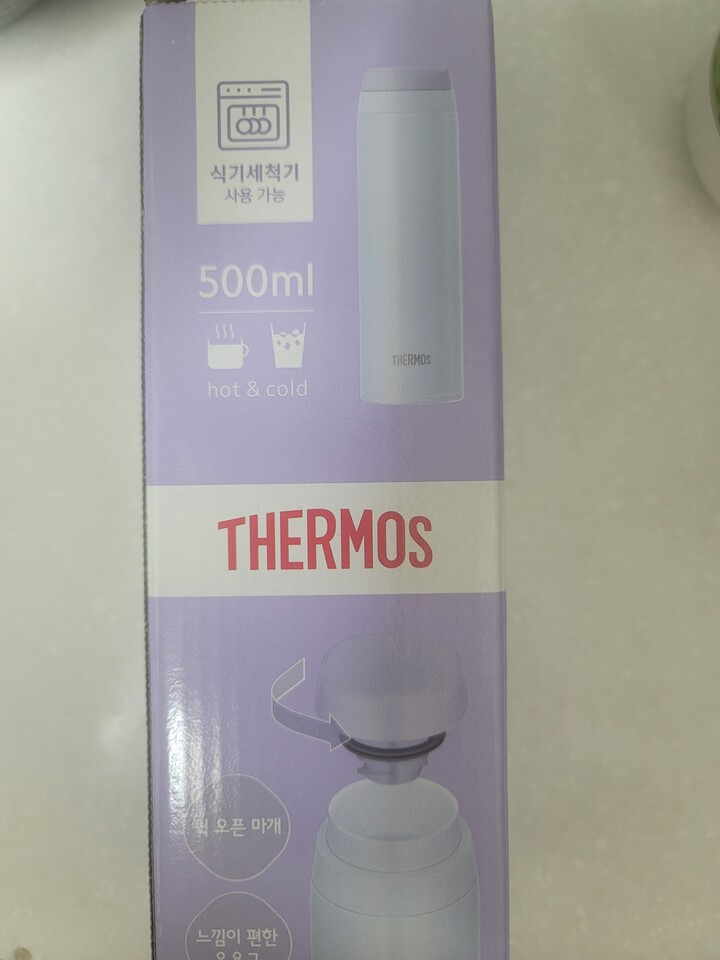 식기세척기
사용 가능
500ml
hot & cold
THERMOS
THERMOS
오픈 마개
느낌이 편한